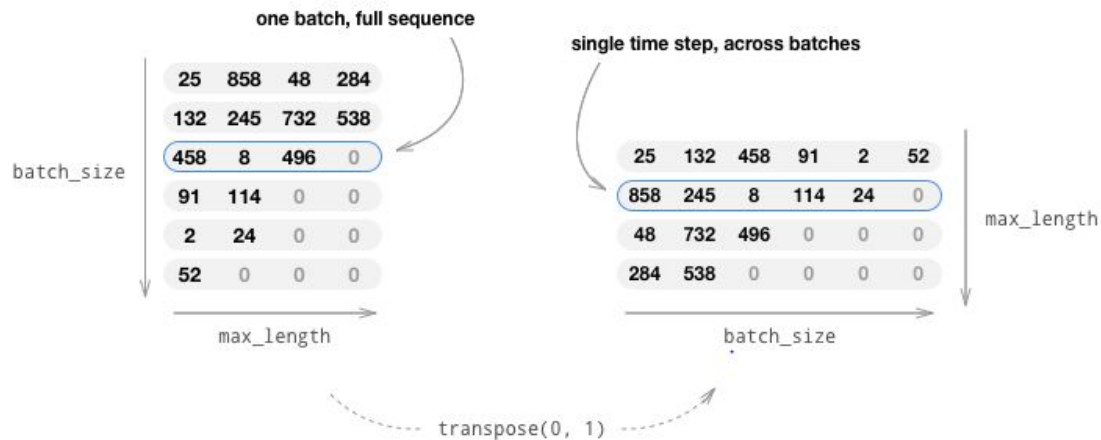 one batch, full sequence
25 858 48 284
132 245 732 538
458 8 496 0
91 114 0 0
2 24 0 0
52 0 0 0
batch_size
max_length
single time step, across batches
25 132 458 91 2 52
858 245 8 114 24 0
48 732 496 0 0 0
284 538 0 0 0 0
max_length
batch_size
transpose(0, 1)